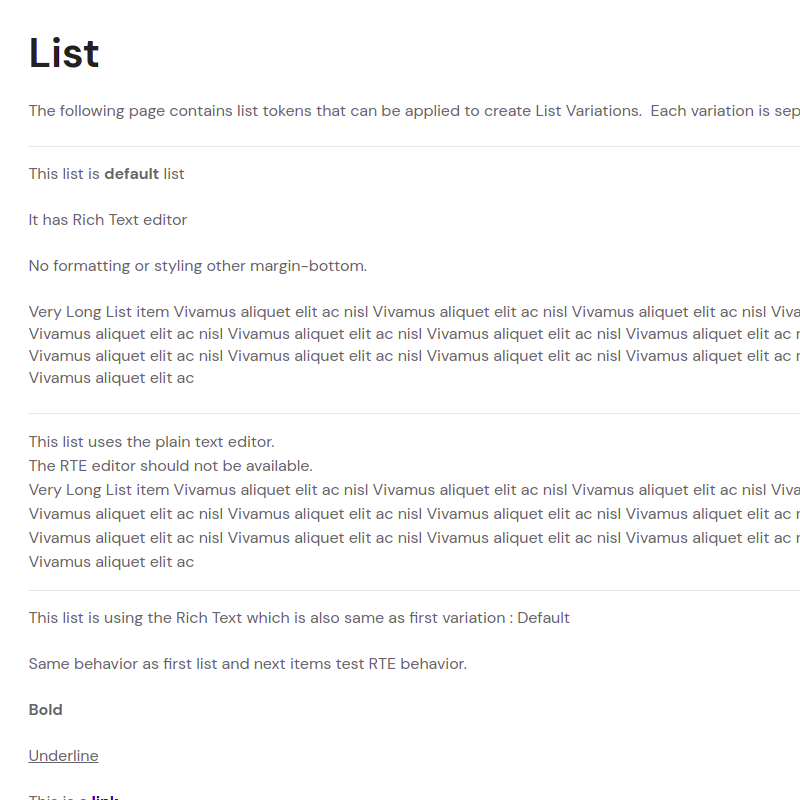 List
The following page contains list tokens that can be applied to create List Variations.  Each variation is
This list is default list
It has Rich Text editor
No formatting or styling other margin-bottom.
Very Long List item Vivamus aliquet elit ac nisl Vivamus aliquet elit ac nisl Vivamus aliquet elit ac nisl
Vivamus aliquet elit ac nisl Vivamus aliquet elit ac nisl Vivamus aliquet elit ac nisl Vivamus aliquet elit ac
Vivamus aliquet elit ac nisl Vivamus aliquet elit ac nisl Vivamus aliquet elit ac nisl Vivamus aliquet elit ac
Vivamus aliquet elit ac
This list uses the plain text editor.
The RTE editor should not be available.
Very Long List item Vivamus aliquet elit ac nisl Vivamus aliquet elit ac nisl Vivamus aliquet elit ac nisl
Vivamus aliquet elit ac nisl Vivamus aliquet elit ac nisl Vivamus aliquet elit ac nisl Vivamus aliquet elit ac
Vivamus aliquet elit ac nisl Vivamus aliquet elit ac nisl Vivamus aliquet elit ac nisl Vivamus aliquet elit ac
Vivamus aliquet elit ac
This list is using the Rich Text which is also same as first variation : Default
Same behavior as first list and next items test RTE behavior.
Bold
Underline
This is a link